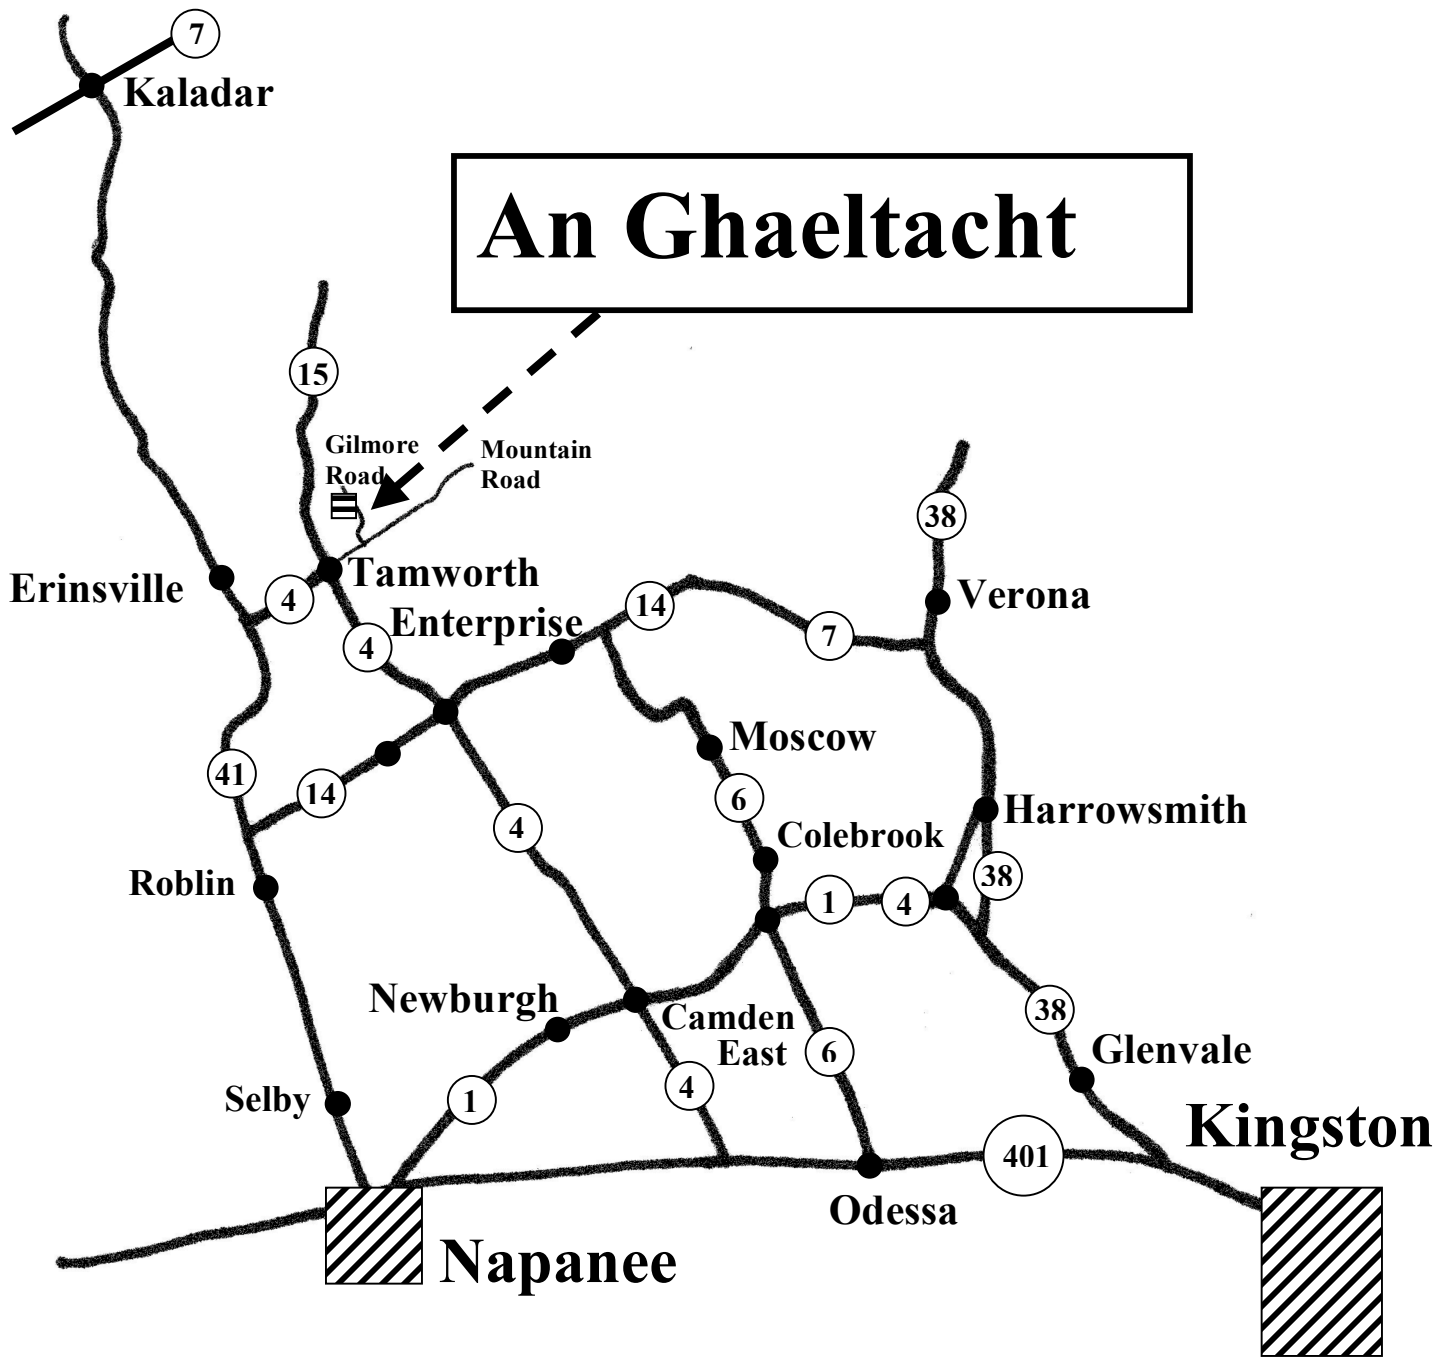 7
Kaladar
An Ghaeltacht
15
Gilmore
Road
Mountain
Road
38
Erinsville
4
Tamworth
Enterprise
14
7
Verona
4
41
14
Moscow
6
4
Harrowsmith
Colebrook
Roblin
1
4
38
Newburgh
Camden
East
38
6
Glenvale
Selby
1
4
Kingston
401
Odessa
Napanee